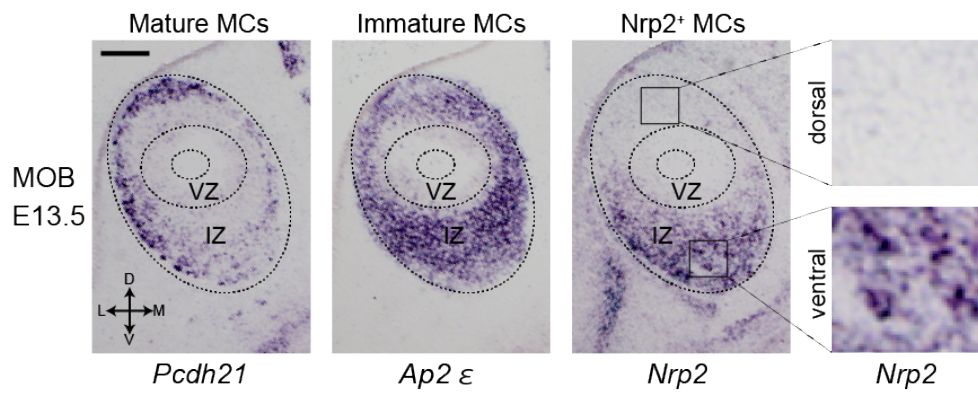 Mature MCs
Immature MCs
Nrp2⁺ MCs
MOB
E13.5
VZ
IZ
D
L
M
V
VZ
IZ
VZ
IZ
dorsal
ventral
Pcdh21
Ap2 ε
Nrp2
Nrp2